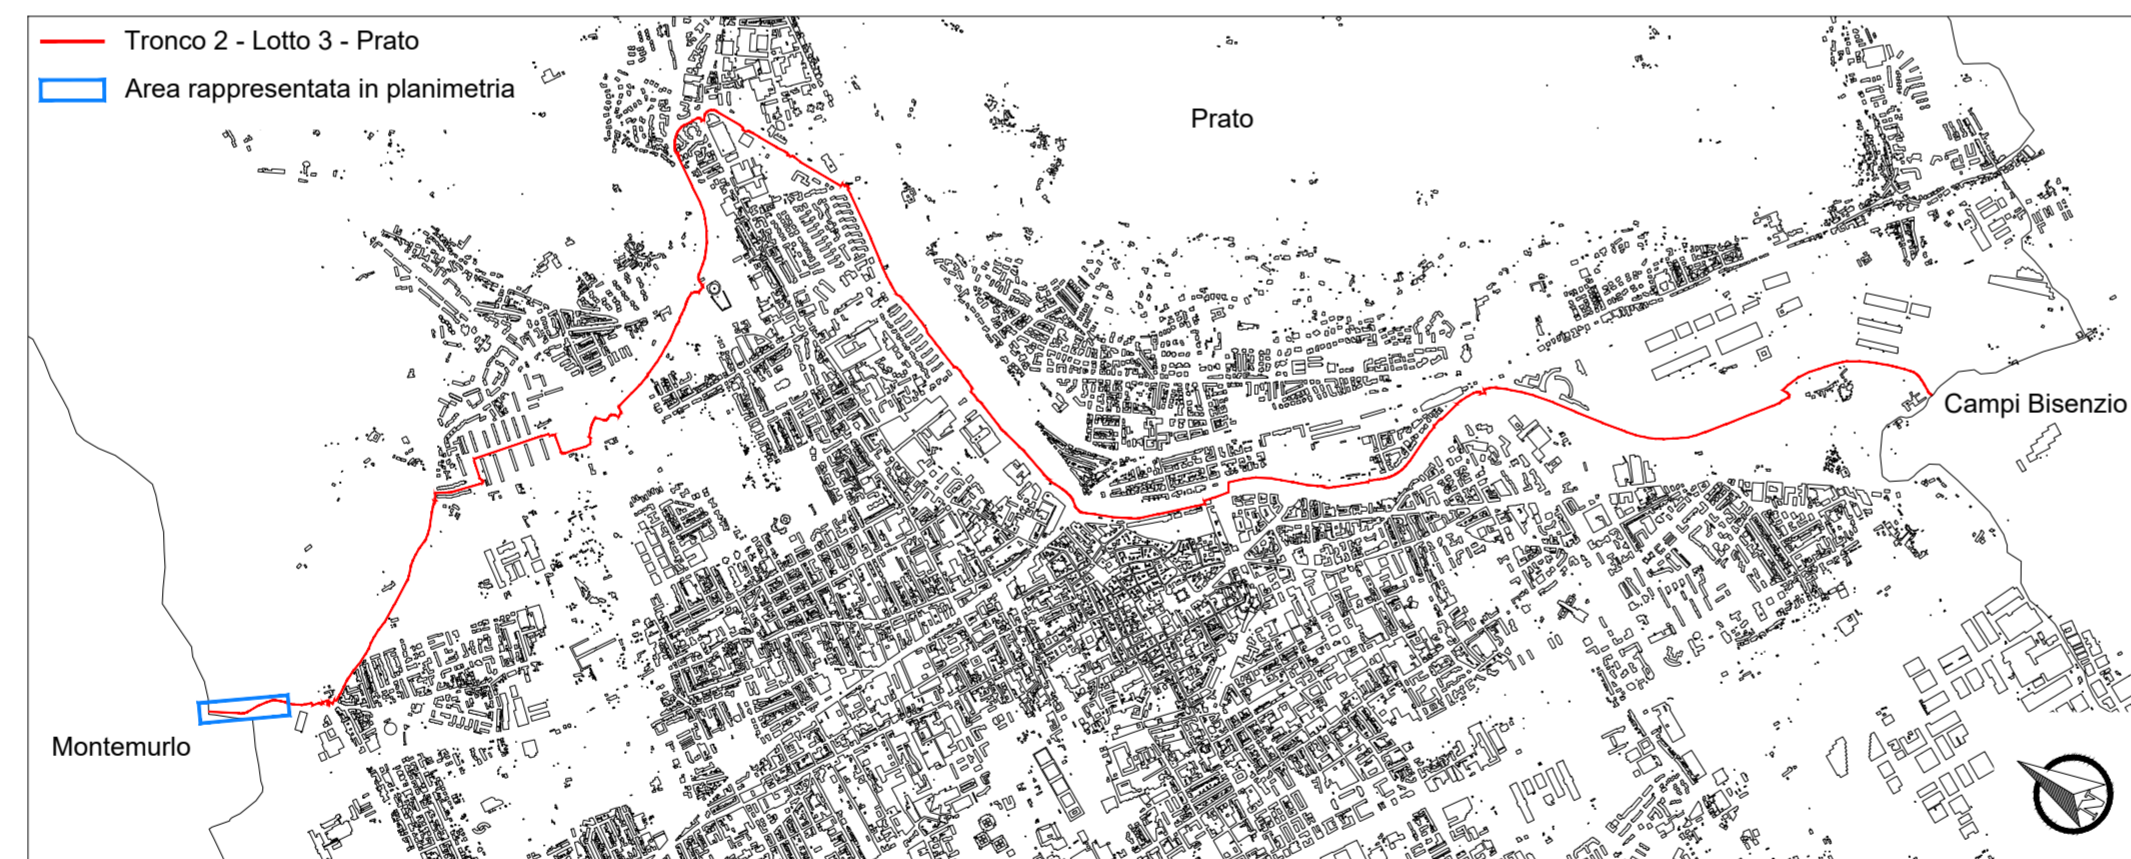 Tronco 2 - Lotto 3 - Prato
Area rappresentata in planimetria
Prato
Campi Bisenzio
Montemurlo
N